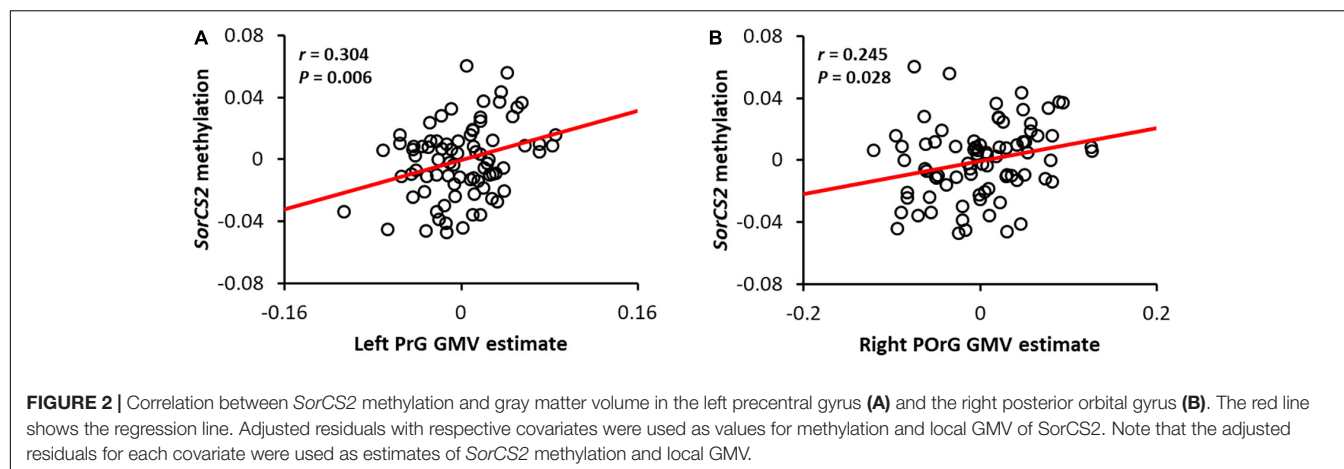 A
0.08
0.04
0
-0.04
-0.08
SorCS2 methylation
r = 0.304
P = 0.006
-0.16
0
0.16
Left PrG GMV estimate
B
0.08
0.04
0
-0.04
-0.08
SorCS2 methylation
r = 0.245
P = 0.028
-0.2
0
0.2
Right POrG GMV estimate
FIGURE 2 | Correlation between SorCS2 methylation and gray matter volume in the left precentral gyrus (A) and the right posterior orbital gyrus (B). The red line
shows the regression line. Adjusted residuals with respective covariates were used as values for methylation and local GMV of SorCS2. Note that the adjusted
residuals for each covariate were used as estimates of SorCS2 methylation and local GMV.